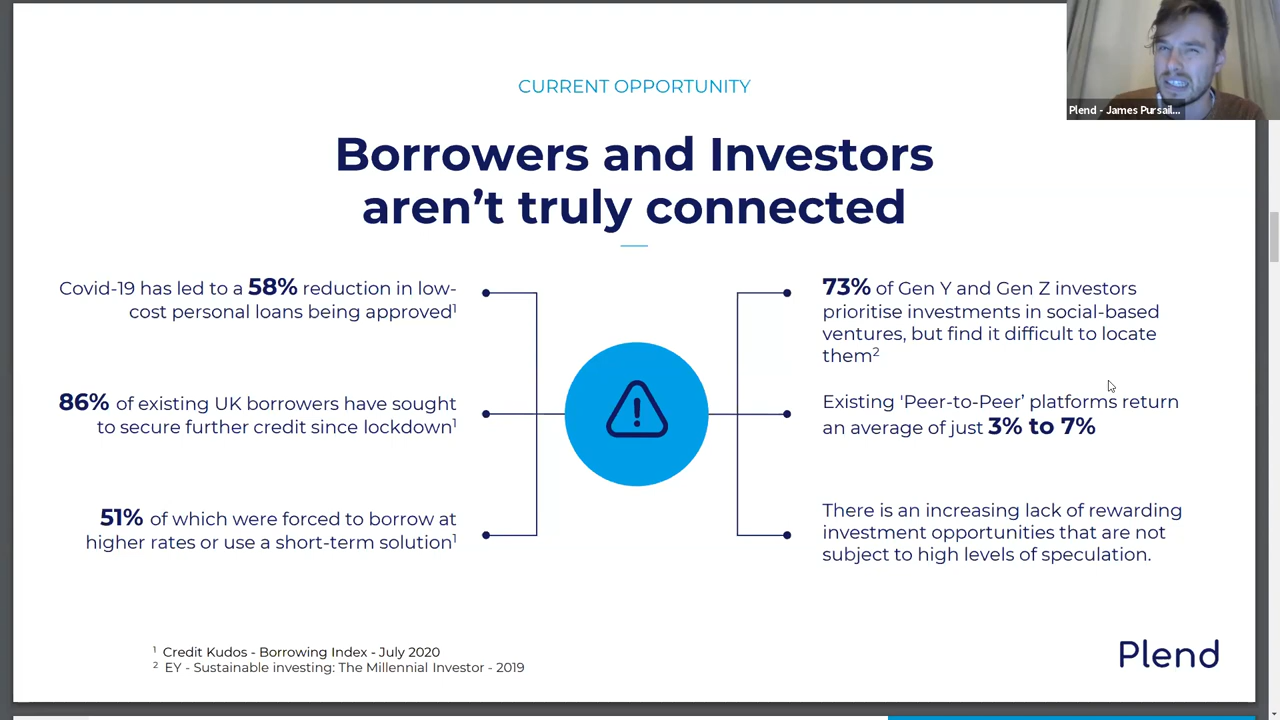 CURRENT OPPORTUNITY
Borrowers and Investors
aren’t truly connected
Covid-19 has led to a 58% reduction in low-
cost personal loans being approved¹
86% of existing UK borrowers have sought
to secure further credit since lockdown¹
51% of which were forced to borrow at
higher rates or use a short-term solution¹
73% of Gen Y and Gen Z investors
prioritise investments in social-based
ventures, but find it difficult to locate
them²
Existing 'Peer-to-Peer’ platforms return
an average of just 3% to 7%
There is an increasing lack of rewarding
investment opportunities that are not
subject to high levels of speculation.
¹ Credit Kudos - Borrowing Index - July 2020
² EY - Sustainable investing: The Millennial Investor - 2019
Plend
Plend - James Pursail...